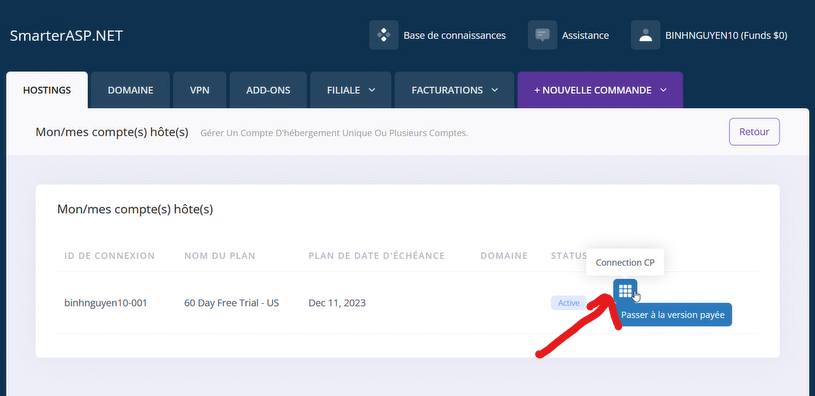 SmarterASP.NET
Base de connaissances
Assistance
BINHNGUYEN10 (Funds $0)
HOSTINGS
DOMAINE
VPN
ADD-ONS
FILIALE
FACTURATIONS
+ NOUVELLE COMMANDE
Mon/mes compte(s) hôte(s)
Gérer Un Compte D'hébergement Unique Ou Plusieurs Comptes.
Retour
Mon/mes compte(s) hôte(s)
ID DE CONNEXION
NOM DU PLAN
PLAN DE DATE D'ÉCHÉANCE
DOMAINE
STATUS
Connection CP
binhnguyen10-001
60 Day Free Trial - US
Dec 11, 2023
Active
Passer à la version payée